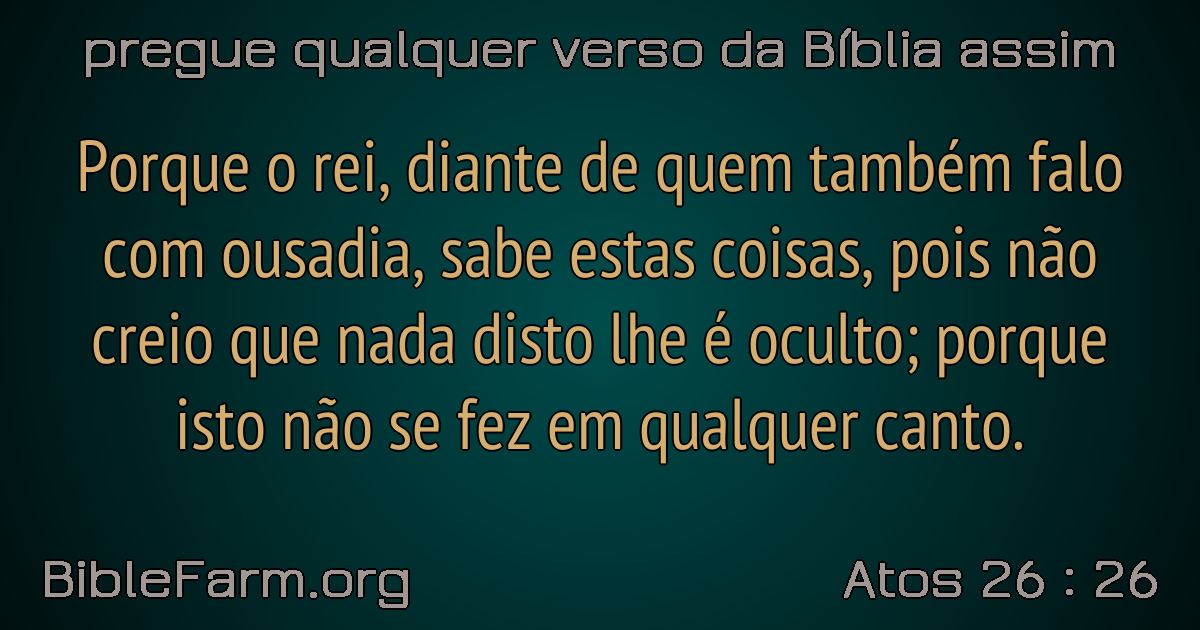 pregue qualquer verso da Bíblia assim
Porque o rei, diante de quem também falo
com ousadia, sabe estas coisas, pois não
creio que nada disto lhe é oculto; porque
isto não se fez em qualquer canto.
BibleFarm.org
Atos 26 : 26